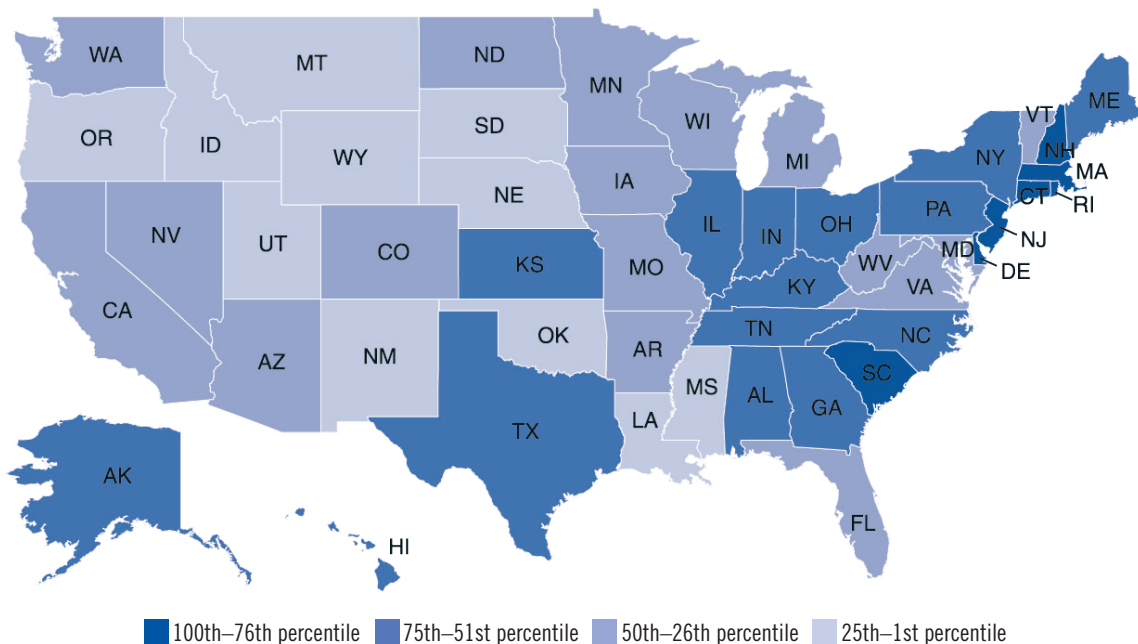 WA
MT
ND
MN
OR
ID
SD
WI
WY
MI
VT
ME
NH
NY
MA
CT
RI
NE
IA
NV
UT
CO
IL
IN
OH
PA
NJ
MD
DE
KS
MO
WV
VA
CA
KY
AZ
NM
OK
AR
TN
NC
SC
TX
LA
MS
AL
GA
AK
HI
FL
100th–76th percentile 75th–51st percentile 50th–26th percentile 25th–1st percentile